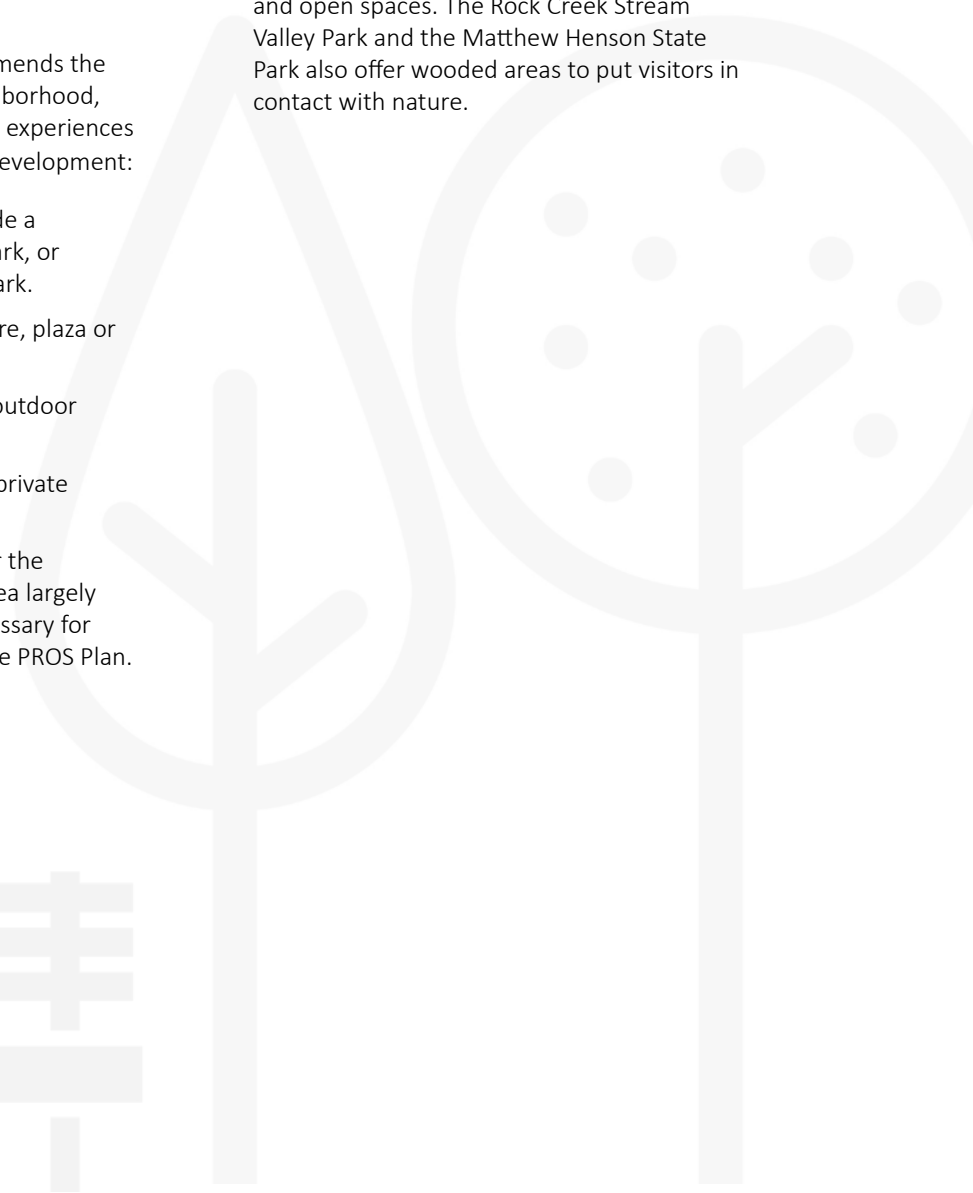 mends the
borhood,
experiences
evelopment:
de a
ark, or
ark.
re, plaza or
outdoor
private
r the
ea largely
ssary for
e PROS Plan.
and open spaces. The Rock Creek Stream
Valley Park and the Matthew Henson State
Park also offer wooded areas to put visitors in
contact with nature.